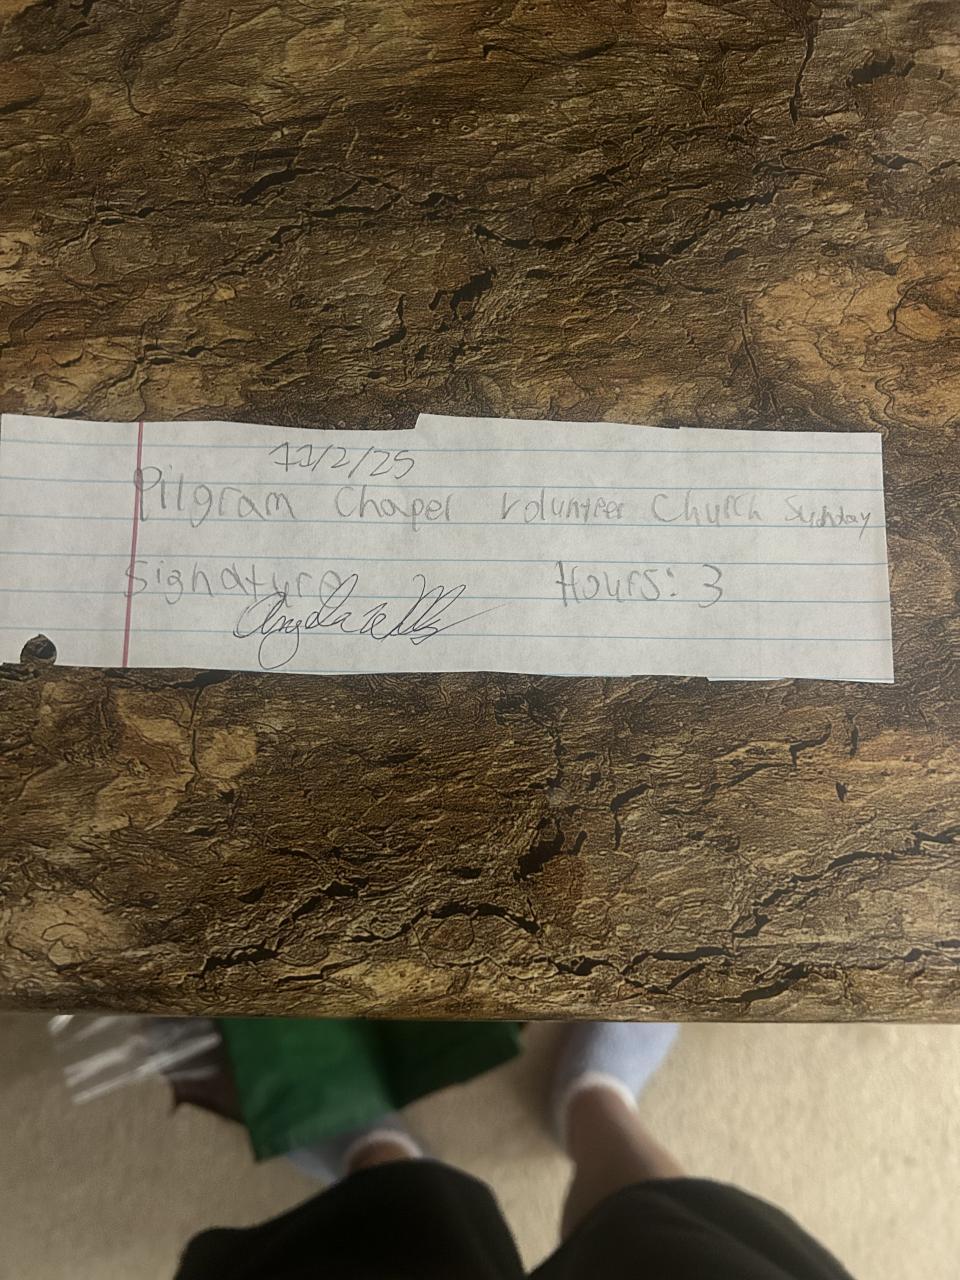 11/2/25
Pilgram Chapel Volunteer Church Sunday
Signature Hours: 3